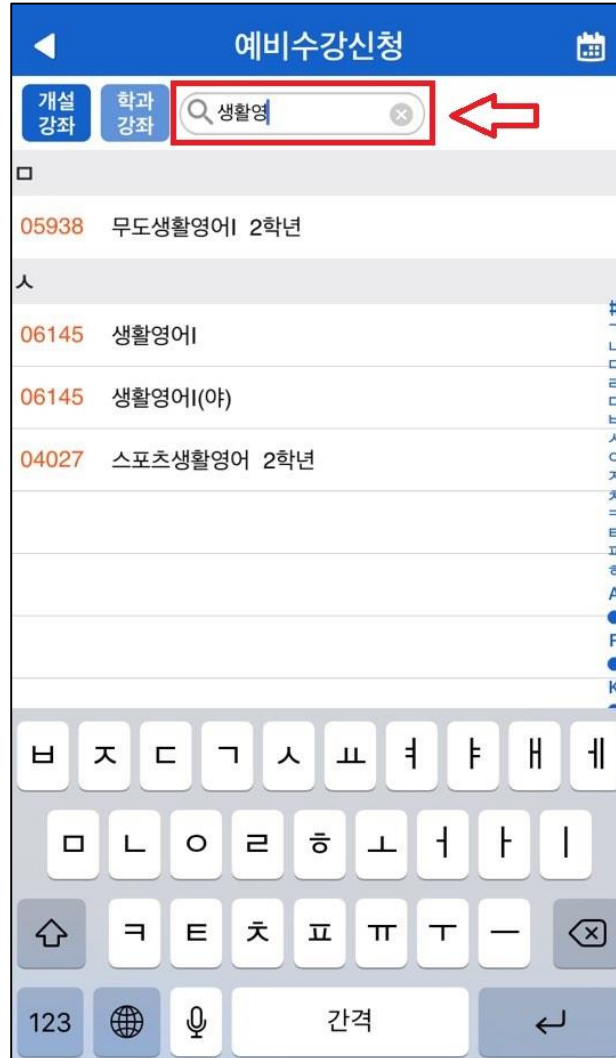 예비수강신청
개설
강좌
학과
강좌
생활영
ㅁ
05938 무도생활영어I 2학년
ㅅ
06145 생활영어I
06145 생활영어I(야)
04027 스포츠생활영어 2학년
#
ㄱ
ㄴ
ㄷ
ㄹ
ㅁ
ㅂ
ㅅ
ㅇ
ㅈ
ㅊ
ㅋ
ㅌ
ㅍ
ㅎ
A
F
K
ㅂ ㅈ ㄷ ㄱ ㅅ ㅛ ㅕ ㅑ ㅐ ㅔ
ㅁ ㄴ ㅇ ㄹ ㅎ ㅗ ㅓ ㅏ ㅣ
ㅋ ㅌ ㅊ ㅍ ㅠ ㅜ ㅡ
123 간격